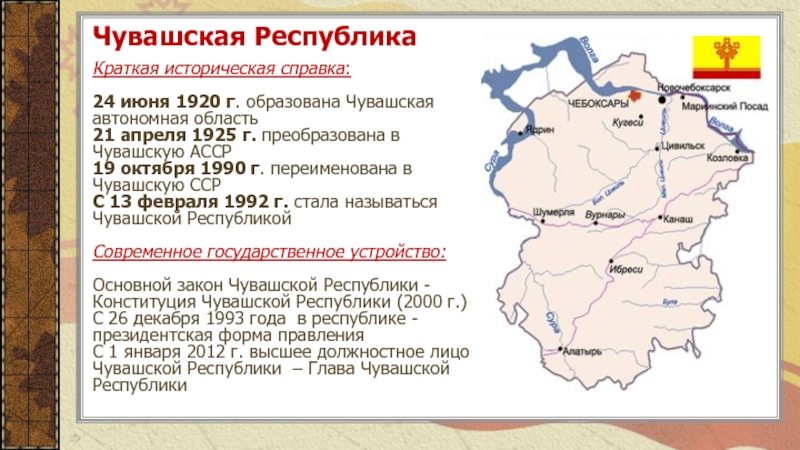 Чувашская Республика
Краткая историческая справка:
24 июня 1920 г. образована Чувашская
автономная область
21 апреля 1925 г. преобразована в
Чувашскую АССР
19 октября 1990 г. переименована в
Чувашскую ССР
С 13 февраля 1992 г. стала называться
Чувашской Республикой
Современное государственное устройство:
Основной закон Чувашской Республики -
Конституция Чувашской Республики (2000 г.)
С 26 декабря 1993 года в республике -
президентская форма правления
С 1 января 2012 г. высшее должностное лицо
Чувашской Республики – Глава Чувашской
Республики
Волга
Новочебоксарск
ЧЕБОКСАРЫ
Мариинский Посад
Кугеси
Волга
Ядрин
Цивильск
Козловка
Сура
Бол. Цивиль
Шумерля
Вурнары
Канаш
Ибреси
Була
Сура
Алатырь